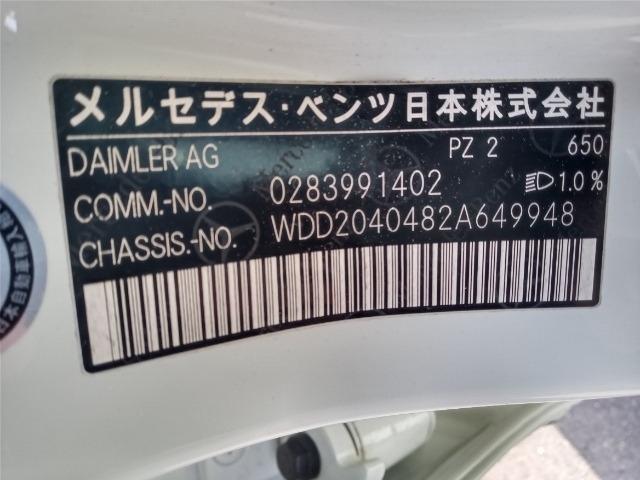 メルセデス・ベンツ日本株式会社
DAIMLER AG PZ 2 650
COMM.-NO. 0283991402 1.0%
CHASSIS.-NO. WDD2040482A649948